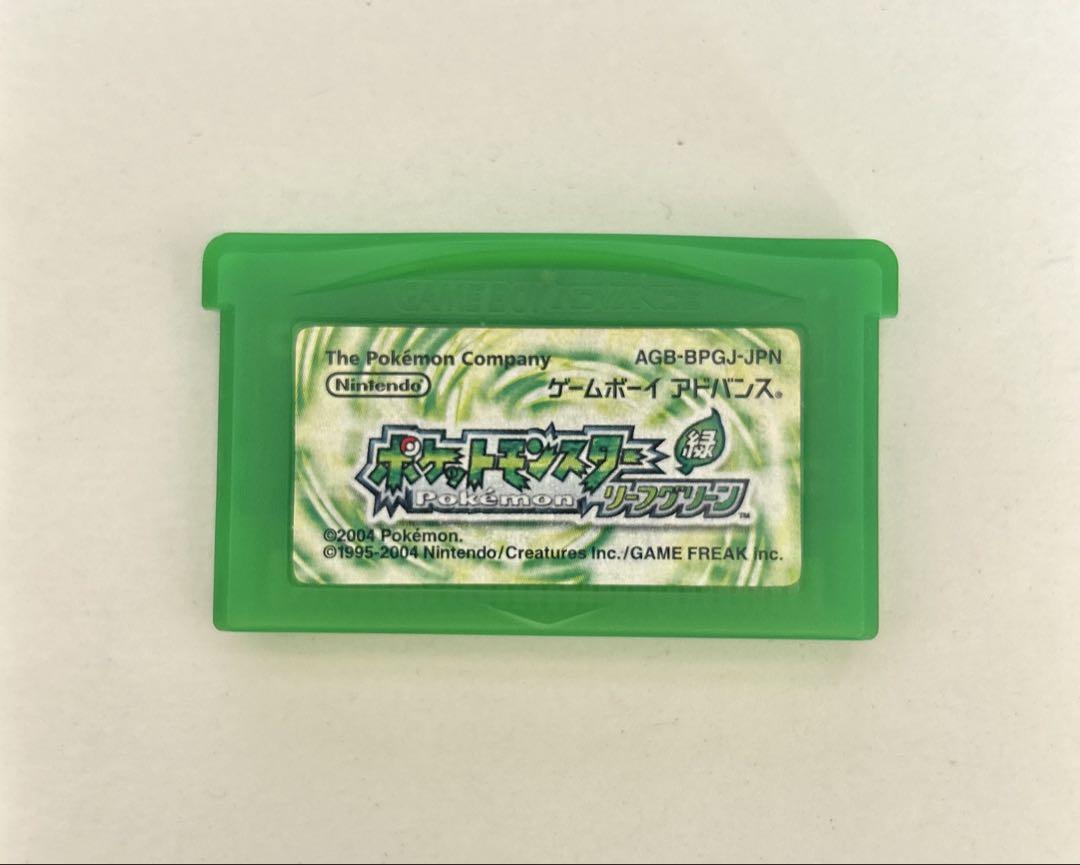 GAME BOY ADVANCE
The Pokémon Company AGB-BPGJ-JPN
Nintendo ゲームボーイ アドバンス®
ポケットモンスター 緑
Pokémon リーフグリーン™
©2004 Pokémon.
©1995-2004 Nintendo/Creatures Inc./GAME FREAK inc.